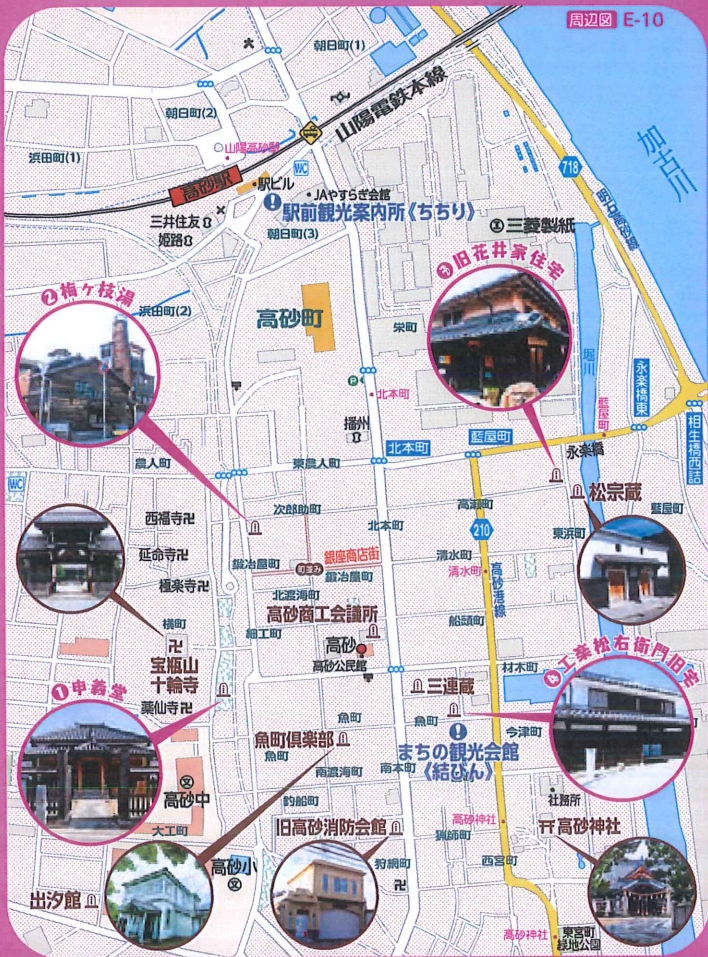 周辺図 E-10
朝日町(1)
加古川
朝日町(2)
山陽電鉄本線
浜田町(1)
山陽高砂駅
718
高砂駅
WC
駅ビル
JAやすらぎ会館
駅前観光案内所《ちちり》
三井住友
姫路
朝日町(3)
三菱製紙
③旧花井家住宅
②梅ヶ枝湯
浜田町(2)
高砂町
栄町
堀川
P
北本町
永楽橋東
藍屋町
相生橋西詰
播州
北本町
藍屋町
永楽橋
農人町
東農人町
WC
松宗蔵
次郎助町
高瀬町
西福寺
北本町
東浜町
藍屋町
210
延命寺
鍛冶屋町
銀座商店街
清水町
町並み
鍛冶屋町
極楽寺
清水町
高砂港線
北渡海町
横町
高砂商工会議所
船頭町
細工町
高砂
宝瓶山
十輪寺
高砂公民館
材木町
④工楽松右衛門旧宅
①申義堂
三連蔵
薬仙寺
魚町
魚町
今津町
魚町倶楽部
まちの観光会館
《結びん》
魚町
南渡海町
南本町
高砂中
釣船町
社務所
大工町
旧高砂消防会館
高砂神社
高砂神社
猟師町
高砂小
狩網町
西宮町
出汐館
高砂神社
東宮町
緑地公園